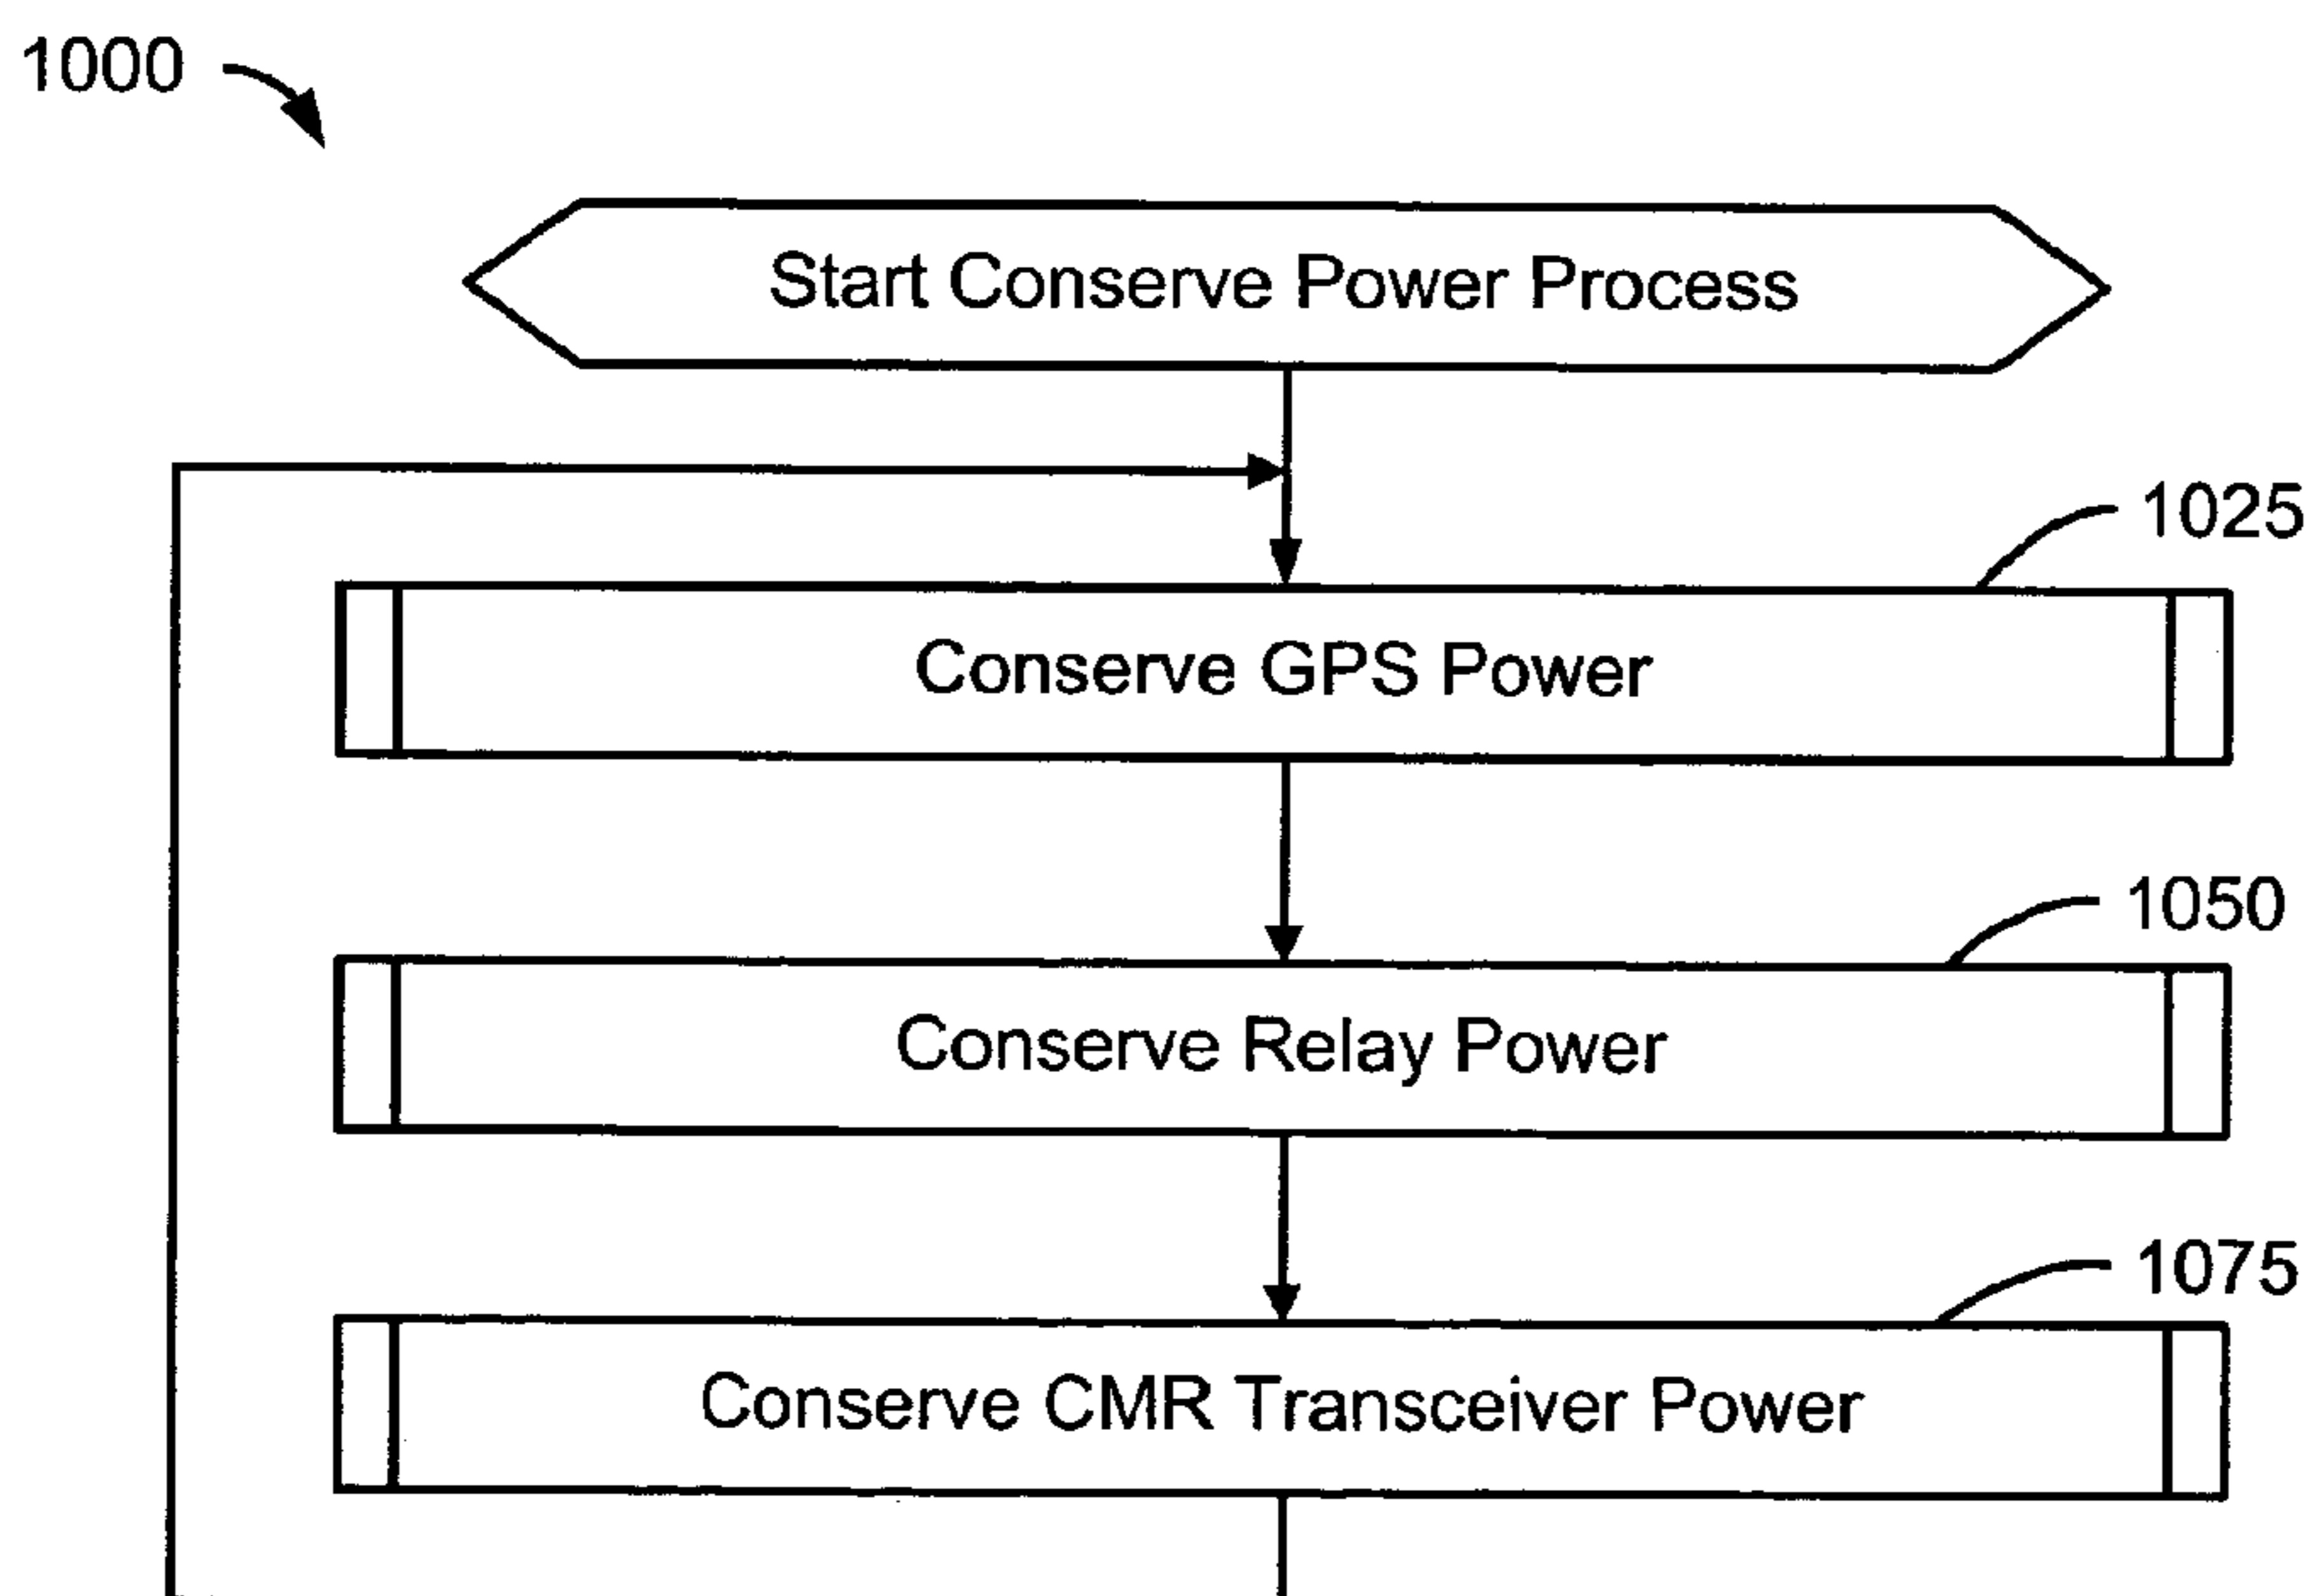 1000
Start Conserve Power Process
1025
Conserve GPS Power
1050
Conserve Relay Power
1075
Conserve CMR Transceiver Power